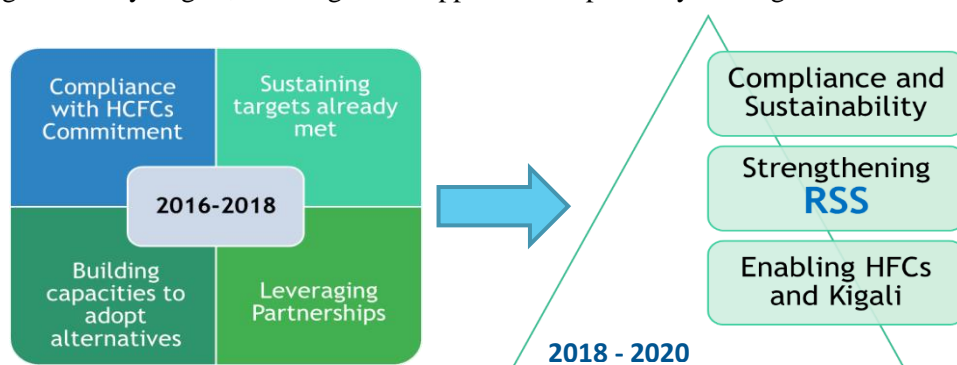 Compliance
with HCFCs
Commitment
Sustaining
targets already
met
2016-2018
Building
capacities to
adopt
alternatives
Leveraging
Partnerships
Compliance and
Sustainability
Strengthening
RSS
Enabling HFCs
and Kigali
2018 - 2020